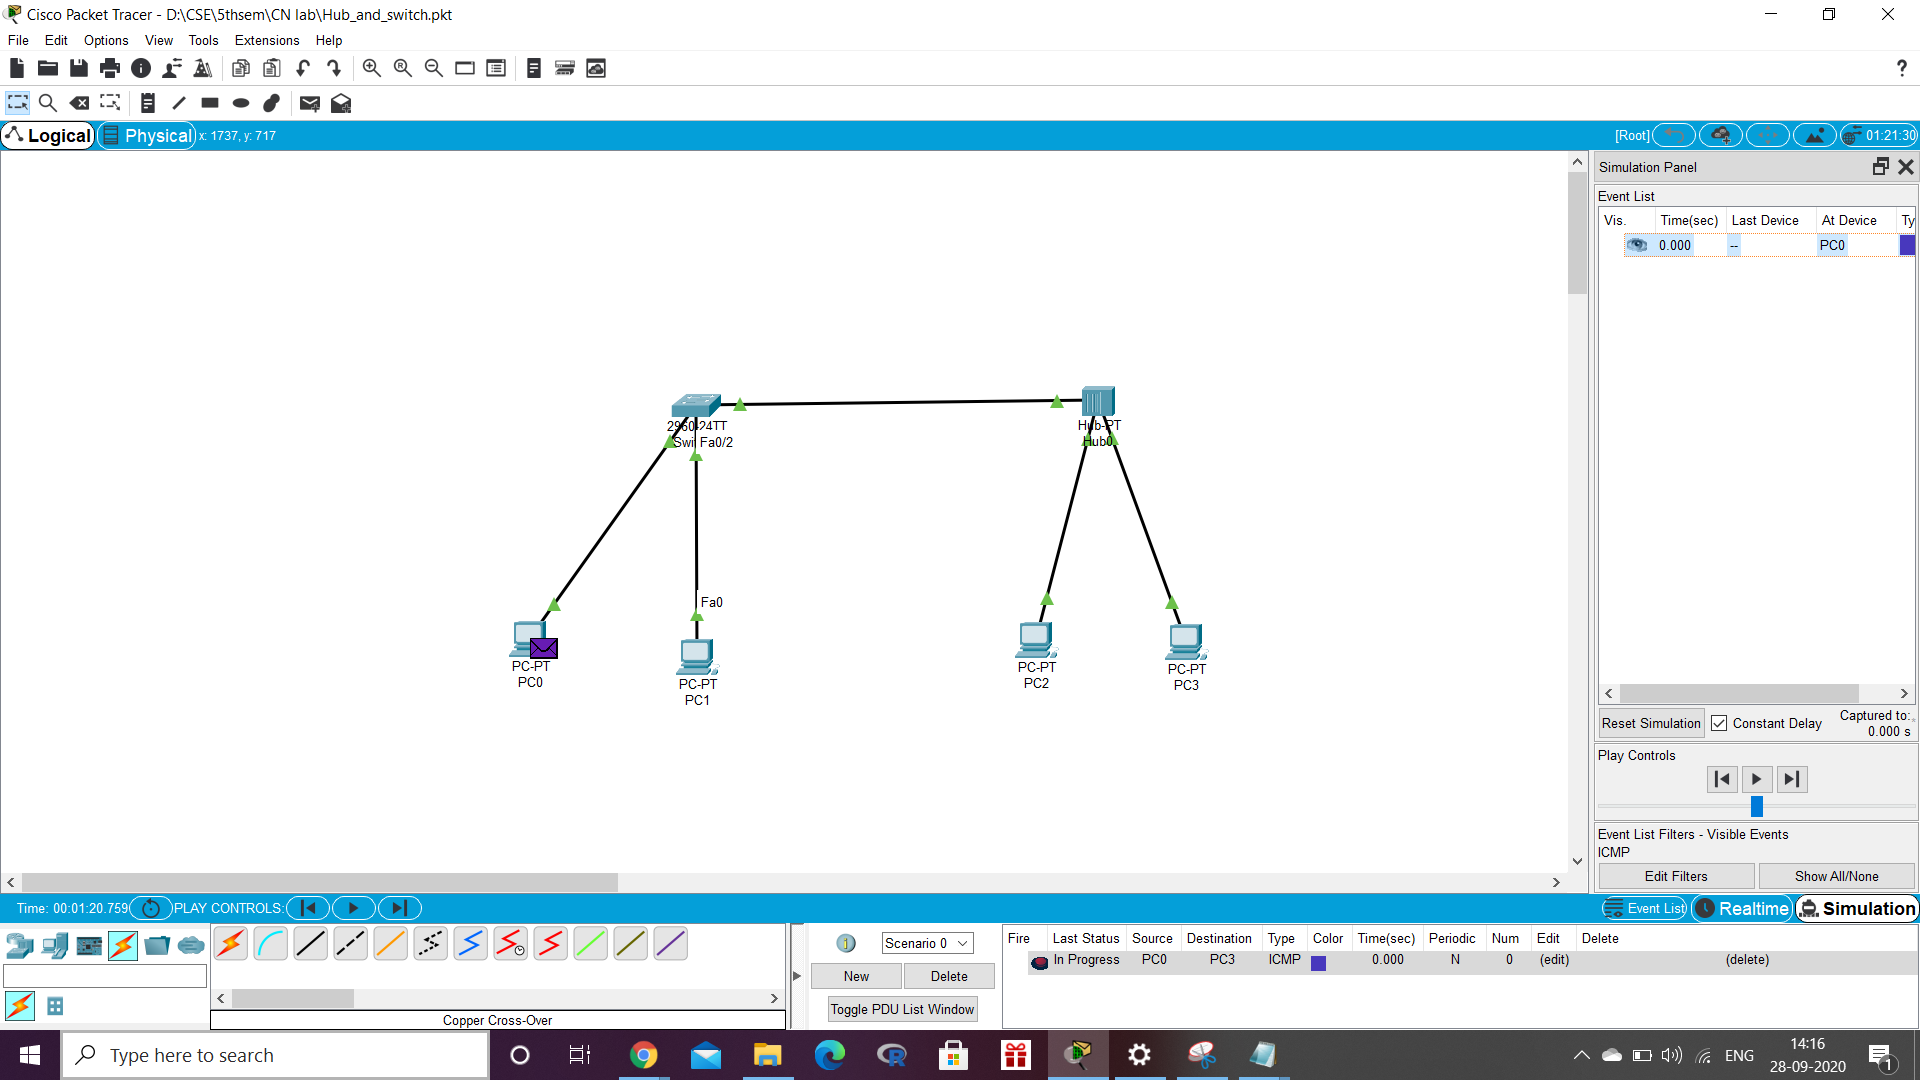 Cisco Packet Tracer - D:\CSE\5thsem\CN lab\Hub_and_switch.pkt
File Edit Options View Tools Extensions Help
?
Logical Physical x: 1737, y: 717 [Root] 01:21:30
Simulation Panel
Event List
Vis. Time(sec) Last Device At Device Ty
0.000 -- PC0
2960-24TT
Swi Fa0/2
Hub-PT
Hub0
Fa0
PC-PT
PC0
PC-PT
PC1
PC-PT
PC2
PC-PT
PC3
Reset Simulation Constant Delay Captured to:
0.000 s
Play Controls
Event List Filters - Visible Events
ICMP
Edit Filters Show All/None
Time: 00:01:20.759 PLAY CONTROLS: Event List Realtime Simulation
Scenario 0
New Delete
Toggle PDU List Window
Fire Last Status Source Destination Type Color Time(sec) Periodic Num Edit Delete
In Progress PC0 PC3 ICMP 0.000 N 0 (edit) (delete)
Copper Cross-Over
Type here to search
ENG 14:16
28-09-2020
1